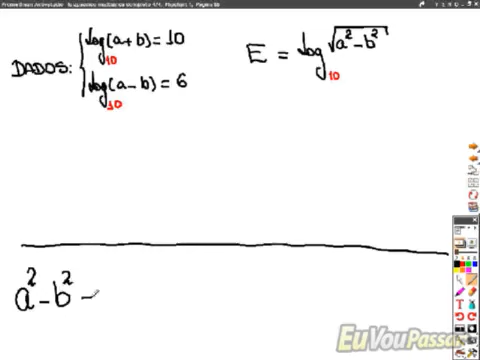 DADOS: log₁₀(a+b) = 10
log₁₀(a-b) = 6
E = log₁₀ √(a²-b²)
a² - b² -
EuVouPassar